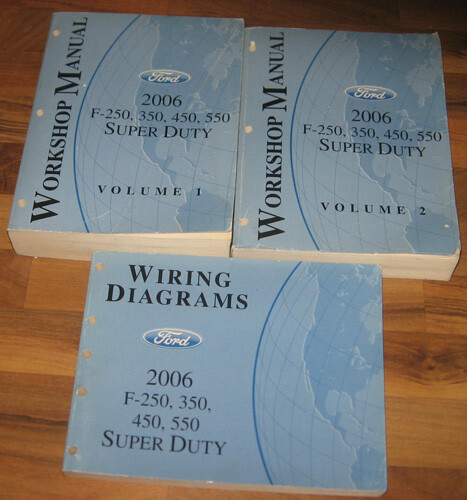 WORKSHOP MANUAL
Ford
2006
F-250, 350, 450, 550
SUPER DUTY
VOLUME 1
WORKSHOP MANUAL
Ford
2006
F-250, 350, 450, 550
SUPER DUTY
VOLUME 2
WIRING
DIAGRAMS
Ford
2006
F-250, 350,
450, 550
SUPER DUTY